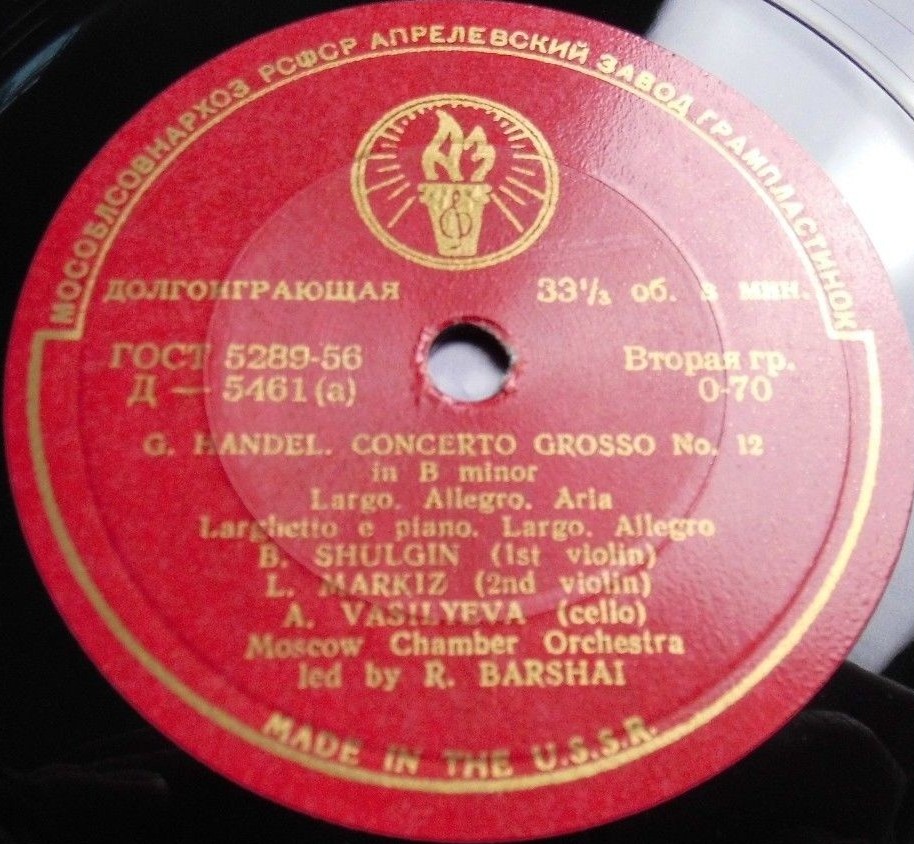 МОСОБЛСОВНАРХОЗ РСФСР АПРЕЛЕВСКИЙ ЗАВОД ГРАМПЛАСТИНОК
АЗ
ДОЛГОИГРАЮЩАЯ 33⅓ об. в мин.
ГОСТ 5289-56 Вторая гр.
Д — 5461 (а) 0-70
G. HANDEL. CONCERTO GROSSO No. 12
in B minor
Largo. Allegro. Aria
Larghetto e piano. Largo. Allegro
B. SHULGIN (1st violin)
L. MARKIZ (2nd violin)
A. VASILYEVA (cello)
Moscow Chamber Orchestra
led by R. BARSHAI
MADE IN THE U.S.S.R.